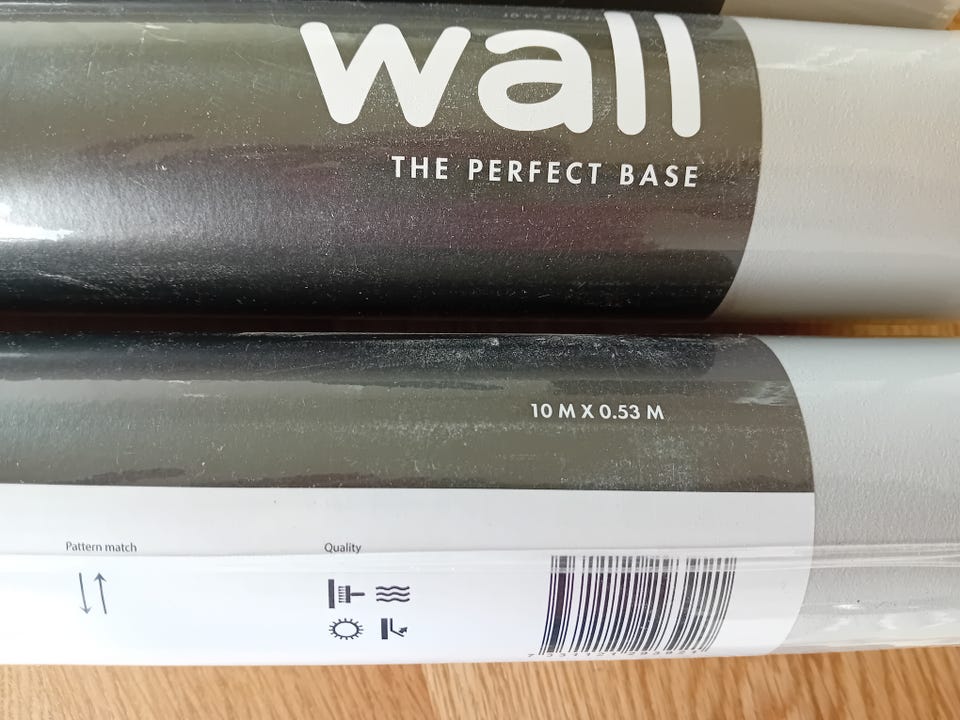 wall
THE PERFECT BASE
10 M X 0.53 M
Pattern match
Quality